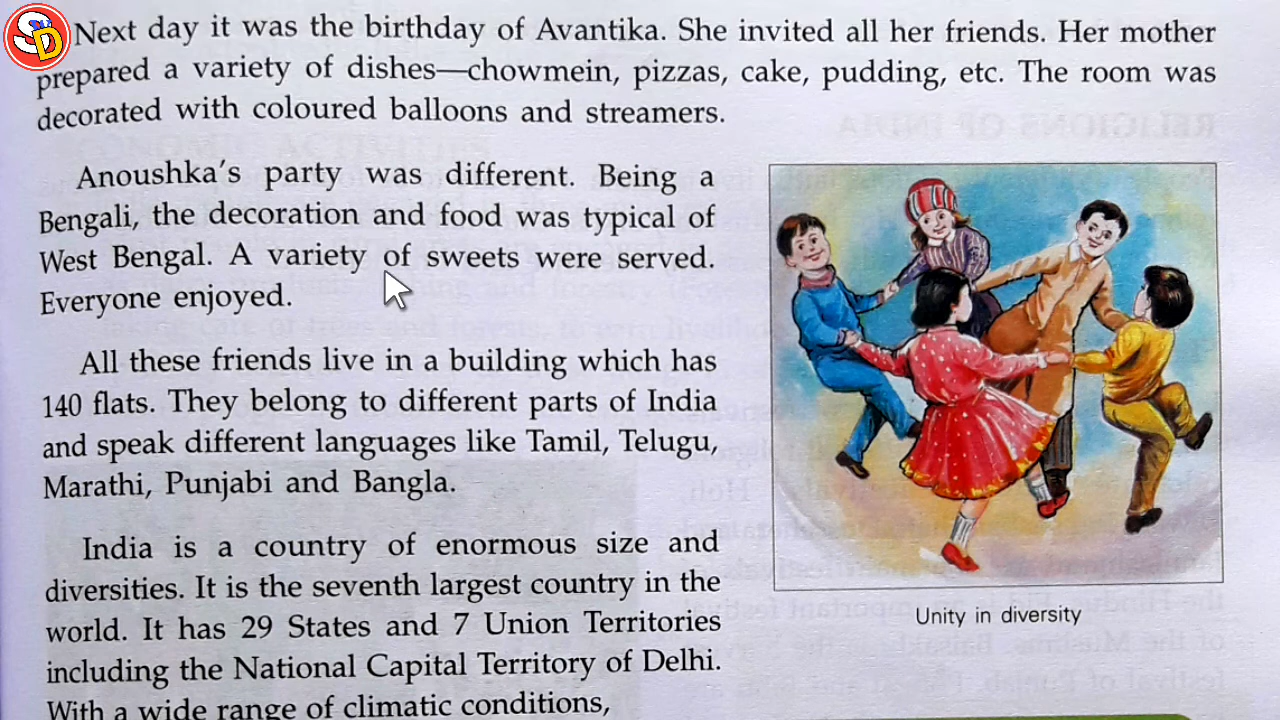 SD
Next day it was the birthday of Avantika. She invited all her friends. Her mother
prepared a variety of dishes—chowmein, pizzas, cake, pudding, etc. The room was
decorated with coloured balloons and streamers.
Anoushka's party was different. Being a
Bengali, the decoration and food was typical of
West Bengal. A variety of sweets were served.
Everyone enjoyed.
All these friends live in a building which has
140 flats. They belong to different parts of India
and speak different languages like Tamil, Telugu,
Marathi, Punjabi and Bangla.
India is a country of enormous size and
diversities. It is the seventh largest country in the
world. It has 29 States and 7 Union Territories
including the National Capital Territory of Delhi.
With a wide range of climatic conditions,
Unity in diversity